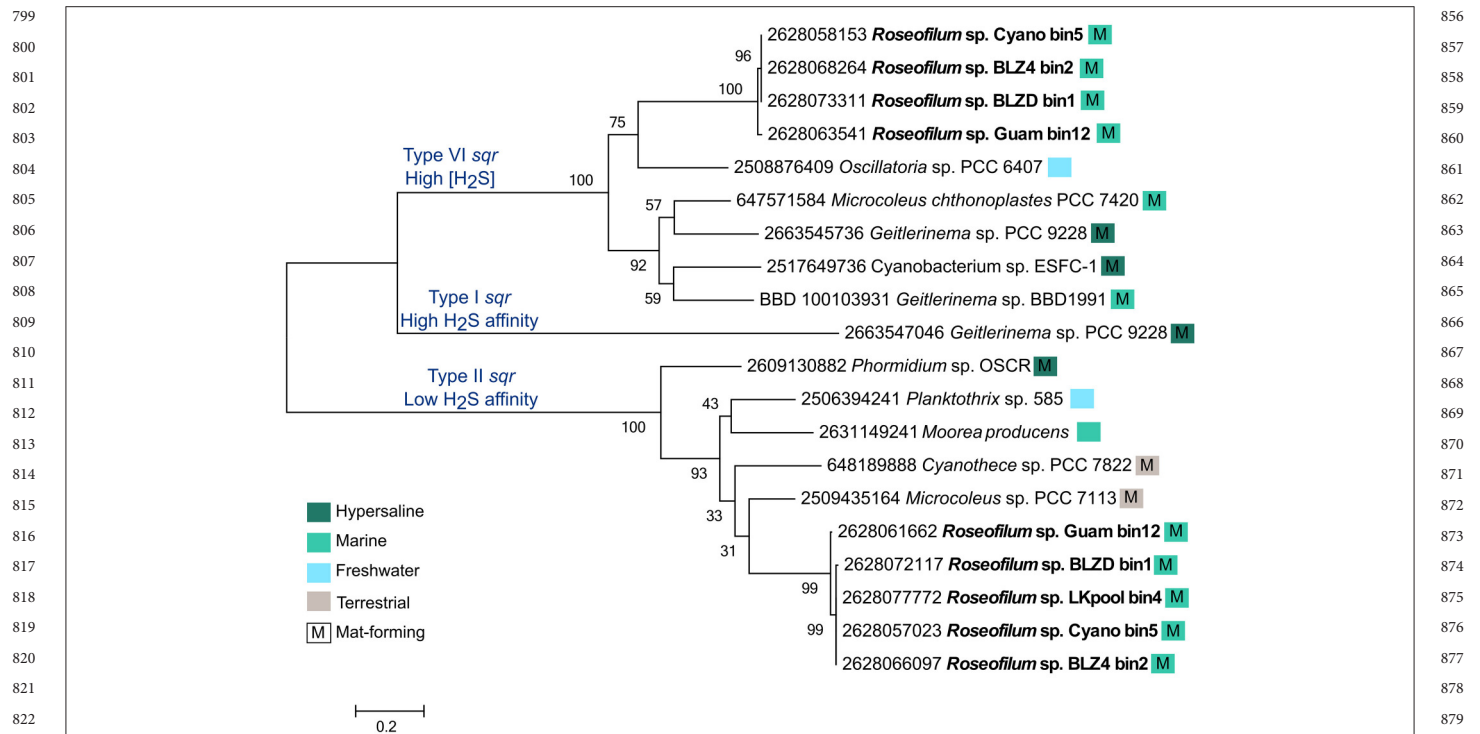 799
800
801
802
803
804
805
806
807
808
809
810
811
812
813
814
815
816
817
818
819
820
821
822
2628058153 Roseofilum sp. Cyano bin5 M
96
2628068264 Roseofilum sp. BLZ4 bin2 M
100
2628073311 Roseofilum sp. BLZD bin1 M
75
2628063541 Roseofilum sp. Guam bin12 M
Type VI sqr
High [H2S]
100
2508876409 Oscillatoria sp. PCC 6407
57
647571584 Microcoleus chthonoplastes PCC 7420 M
2663545736 Geitlerinema sp. PCC 9228 M
92
2517649736 Cyanobacterium sp. ESFC-1 M
59
BBD 100103931 Geitlerinema sp. BBD1991 M
Type I sqr
High H2S affinity
2663547046 Geitlerinema sp. PCC 9228 M
Type II sqr
Low H2S affinity
100
2609130882 Phormidium sp. OSCR M
43
2506394241 Planktothrix sp. 585
2631149241 Moorea producens
93
648189888 Cyanothece sp. PCC 7822 M
2509435164 Microcoleus sp. PCC 7113 M
33
31
2628061662 Roseofilum sp. Guam bin12 M
2628072117 Roseofilum sp. BLZD bin1 M
99
2628077772 Roseofilum sp. LKpool bin4 M
99
2628057023 Roseofilum sp. Cyano bin5 M
2628066097 Roseofilum sp. BLZ4 bin2 M
Hypersaline
Marine
Freshwater
Terrestrial
M Mat-forming
0.2
856
857
858
859
860
861
862
863
864
865
866
867
868
869
870
871
872
873
874
875
876
877
878
879